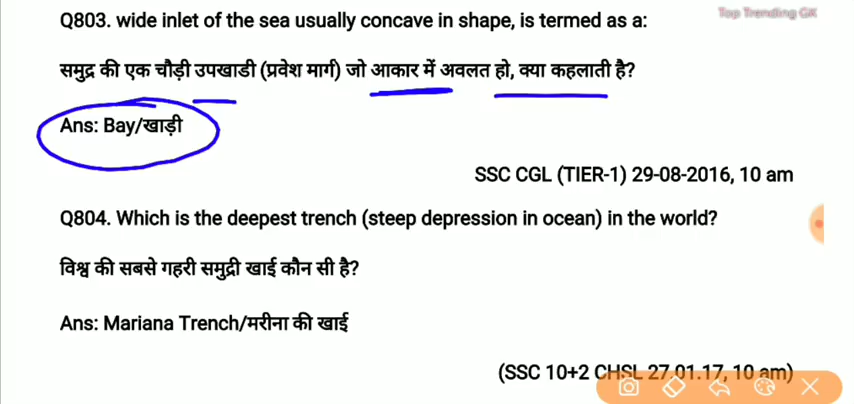 Top Trending GK
Q803. wide inlet of the sea usually concave in shape, is termed as a:
समुद्र की एक चौड़ी उपखाडी (प्रवेश मार्ग) जो आकार में अवलत हो, क्या कहलाती है?
Ans: Bay/खाड़ी
SSC CGL (TIER-1) 29-08-2016, 10 am
Q804. Which is the deepest trench (steep depression in ocean) in the world?
विश्व की सबसे गहरी समुद्री खाई कौन सी है?
Ans: Mariana Trench/मरीना की खाई
(SSC 10+2 CHSL 27.01.17, 10 am)